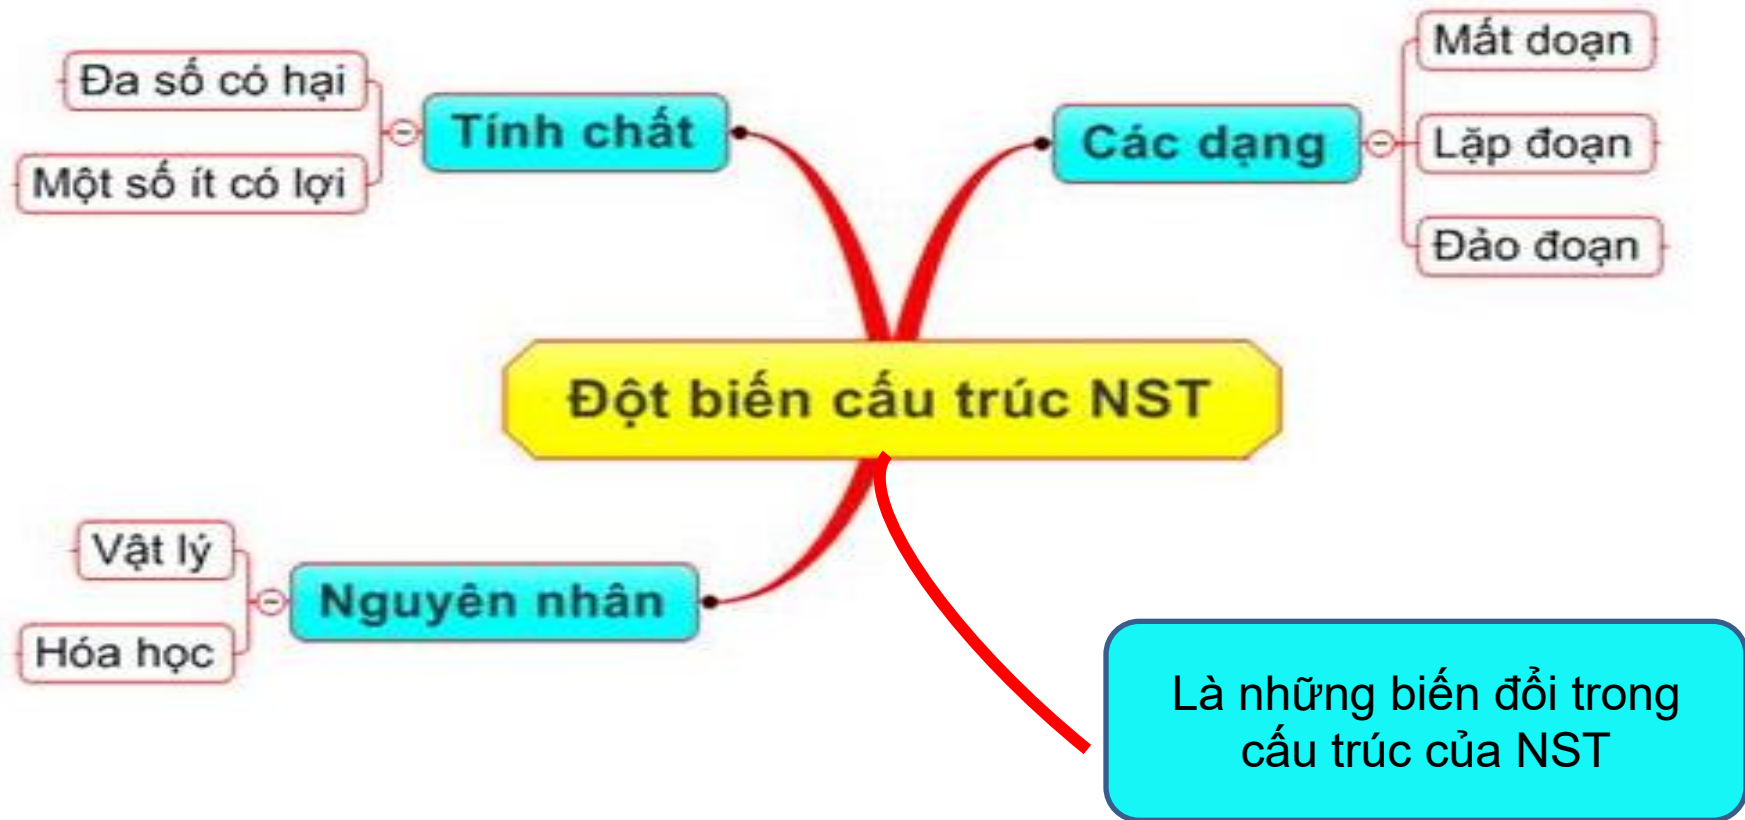 Đa số có hại
Một số ít có lợi
Tính chất
Các dạng
Mất doạn
Lặp đoạn
Đảo đoạn
Đột biến cấu trúc NST
Vật lý
Hóa học
Nguyên nhân
Là những biến đổi trong
cấu trúc của NST